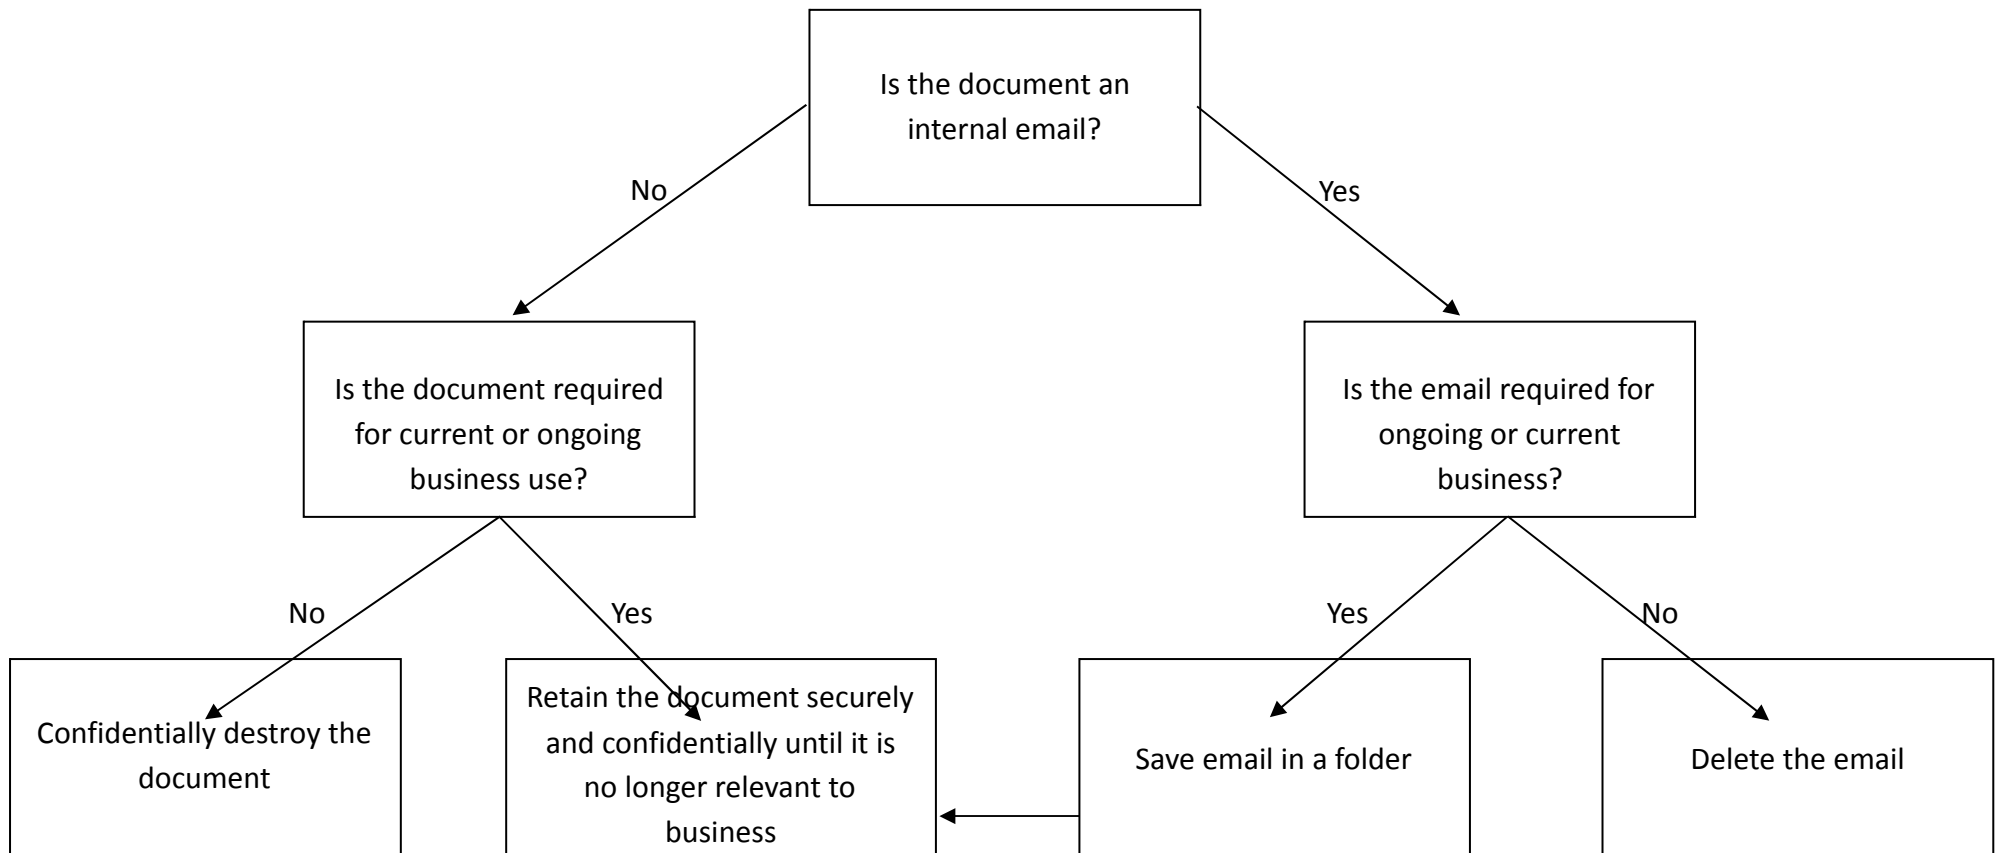 Is the document an
internal email?
No
Yes
Is the document required
for current or ongoing
business use?
Is the email required for
ongoing or current
business?
No
Yes
Yes
No
Confidentially destroy the
document
Retain the document securely
and confidentially until it is
no longer relevant to
business
Save email in a folder
Delete the email